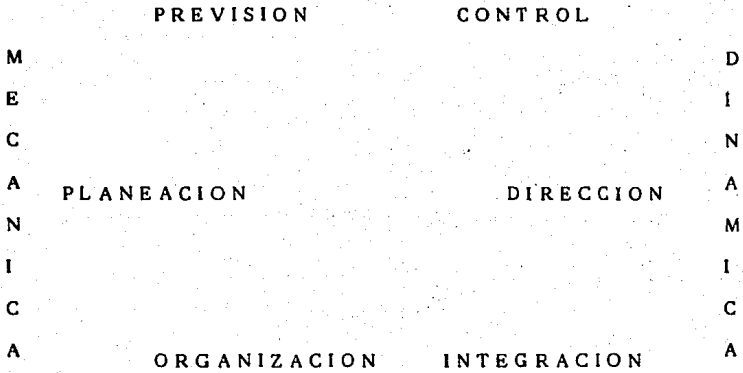 PREVISION CONTROL
MECANICA
PLANEACION DIRECCION
DINAMICA
ORGANIZACION INTEGRACION